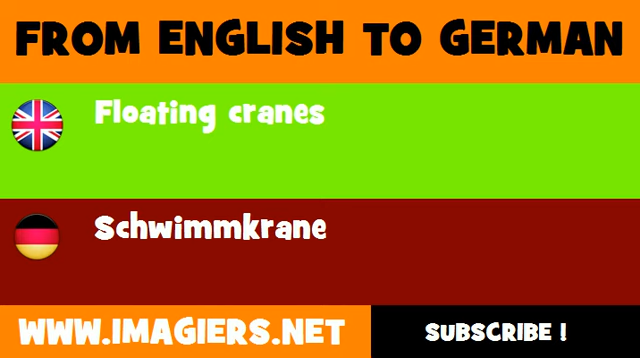 FROM ENGLISH TO GERMAN
Floating cranes
Schwimmkrane
WWW.IMAGIERS.NET
SUBSCRIBE !